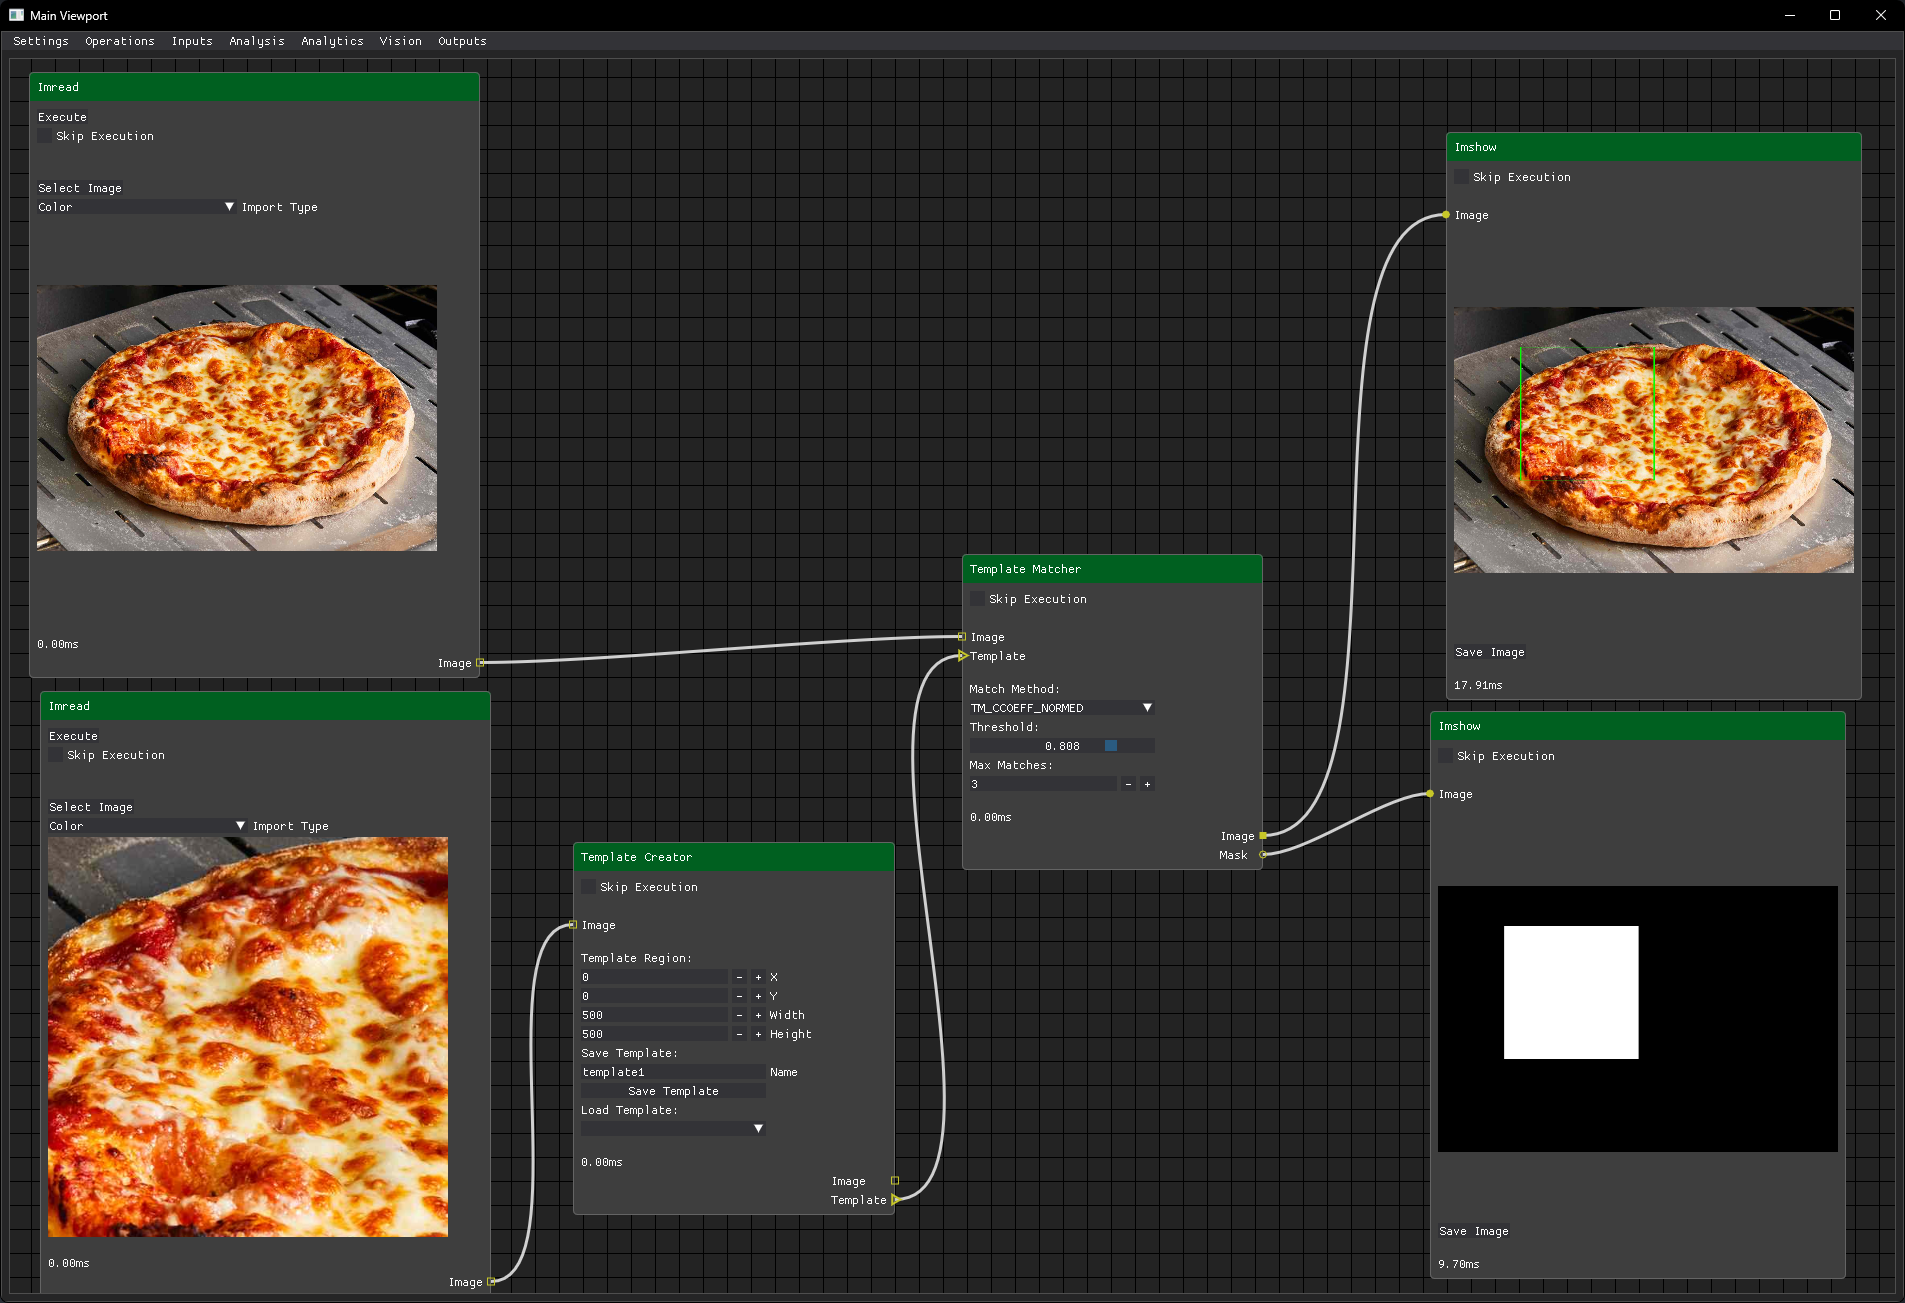 Main Viewport
Settings Operations Inputs Analysis Analytics Vision Outputs
Imread
Execute
Skip Execution
Select Image
Color Import Type
0.00ms
Image
Imread
Execute
Skip Execution
Select Image
Color Import Type
0.00ms
Image
Template Creator
Skip Execution
Image
Template Region:
0 - + X
0 - + Y
500 - + Width
500 - + Height
Save Template:
template1 Name
Save Template
Load Template:
0.00ms
Image
Template
Template Matcher
Skip Execution
Image
Template
Match Method:
TM_CCOEFF_NORMED
Threshold:
0.808
Max Matches:
3 - +
0.00ms
Image
Mask
Imshow
Skip Execution
Image
Save Image
17.91ms
Imshow
Skip Execution
Image
Save Image
9.70ms